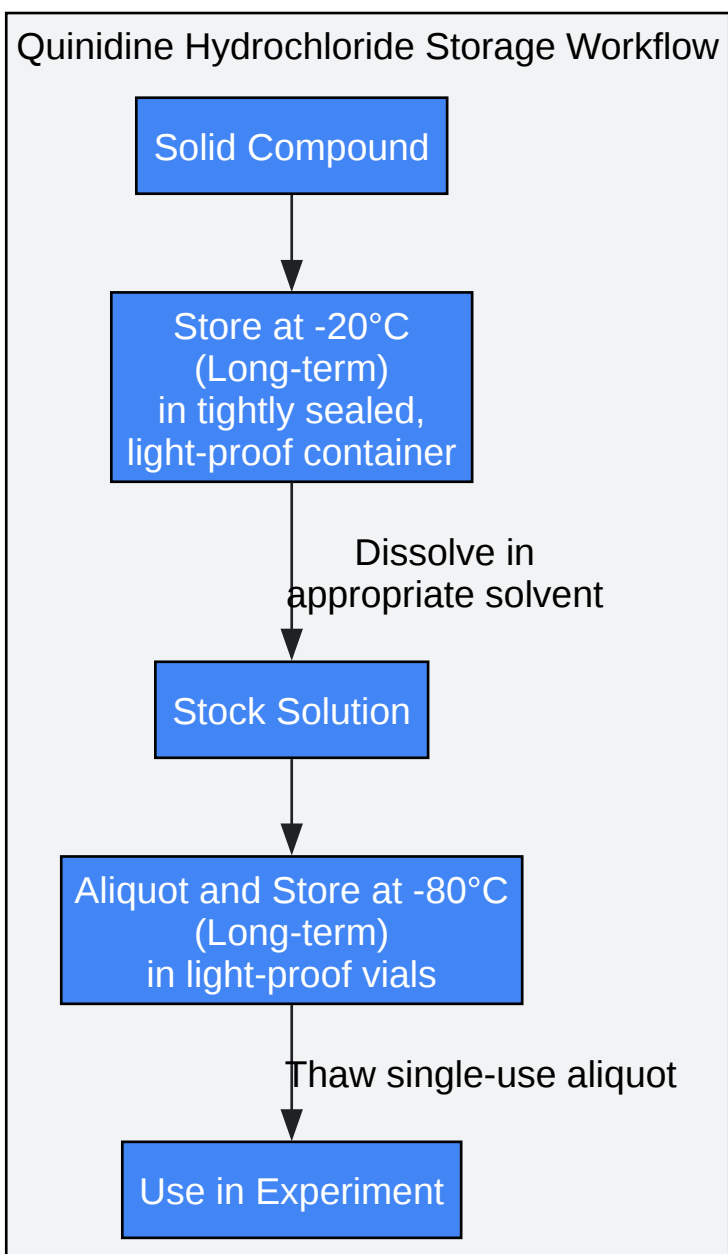 Quinidine Hydrochloride Storage Workflow
Solid Compound
Store at -20°C
(Long-term)
in tightly sealed,
light-proof container
Dissolve in
appropriate solvent
Stock Solution
Aliquot and Store at -80°C
(Long-term)
in light-proof vials
Thaw single-use aliquot
Use in Experiment